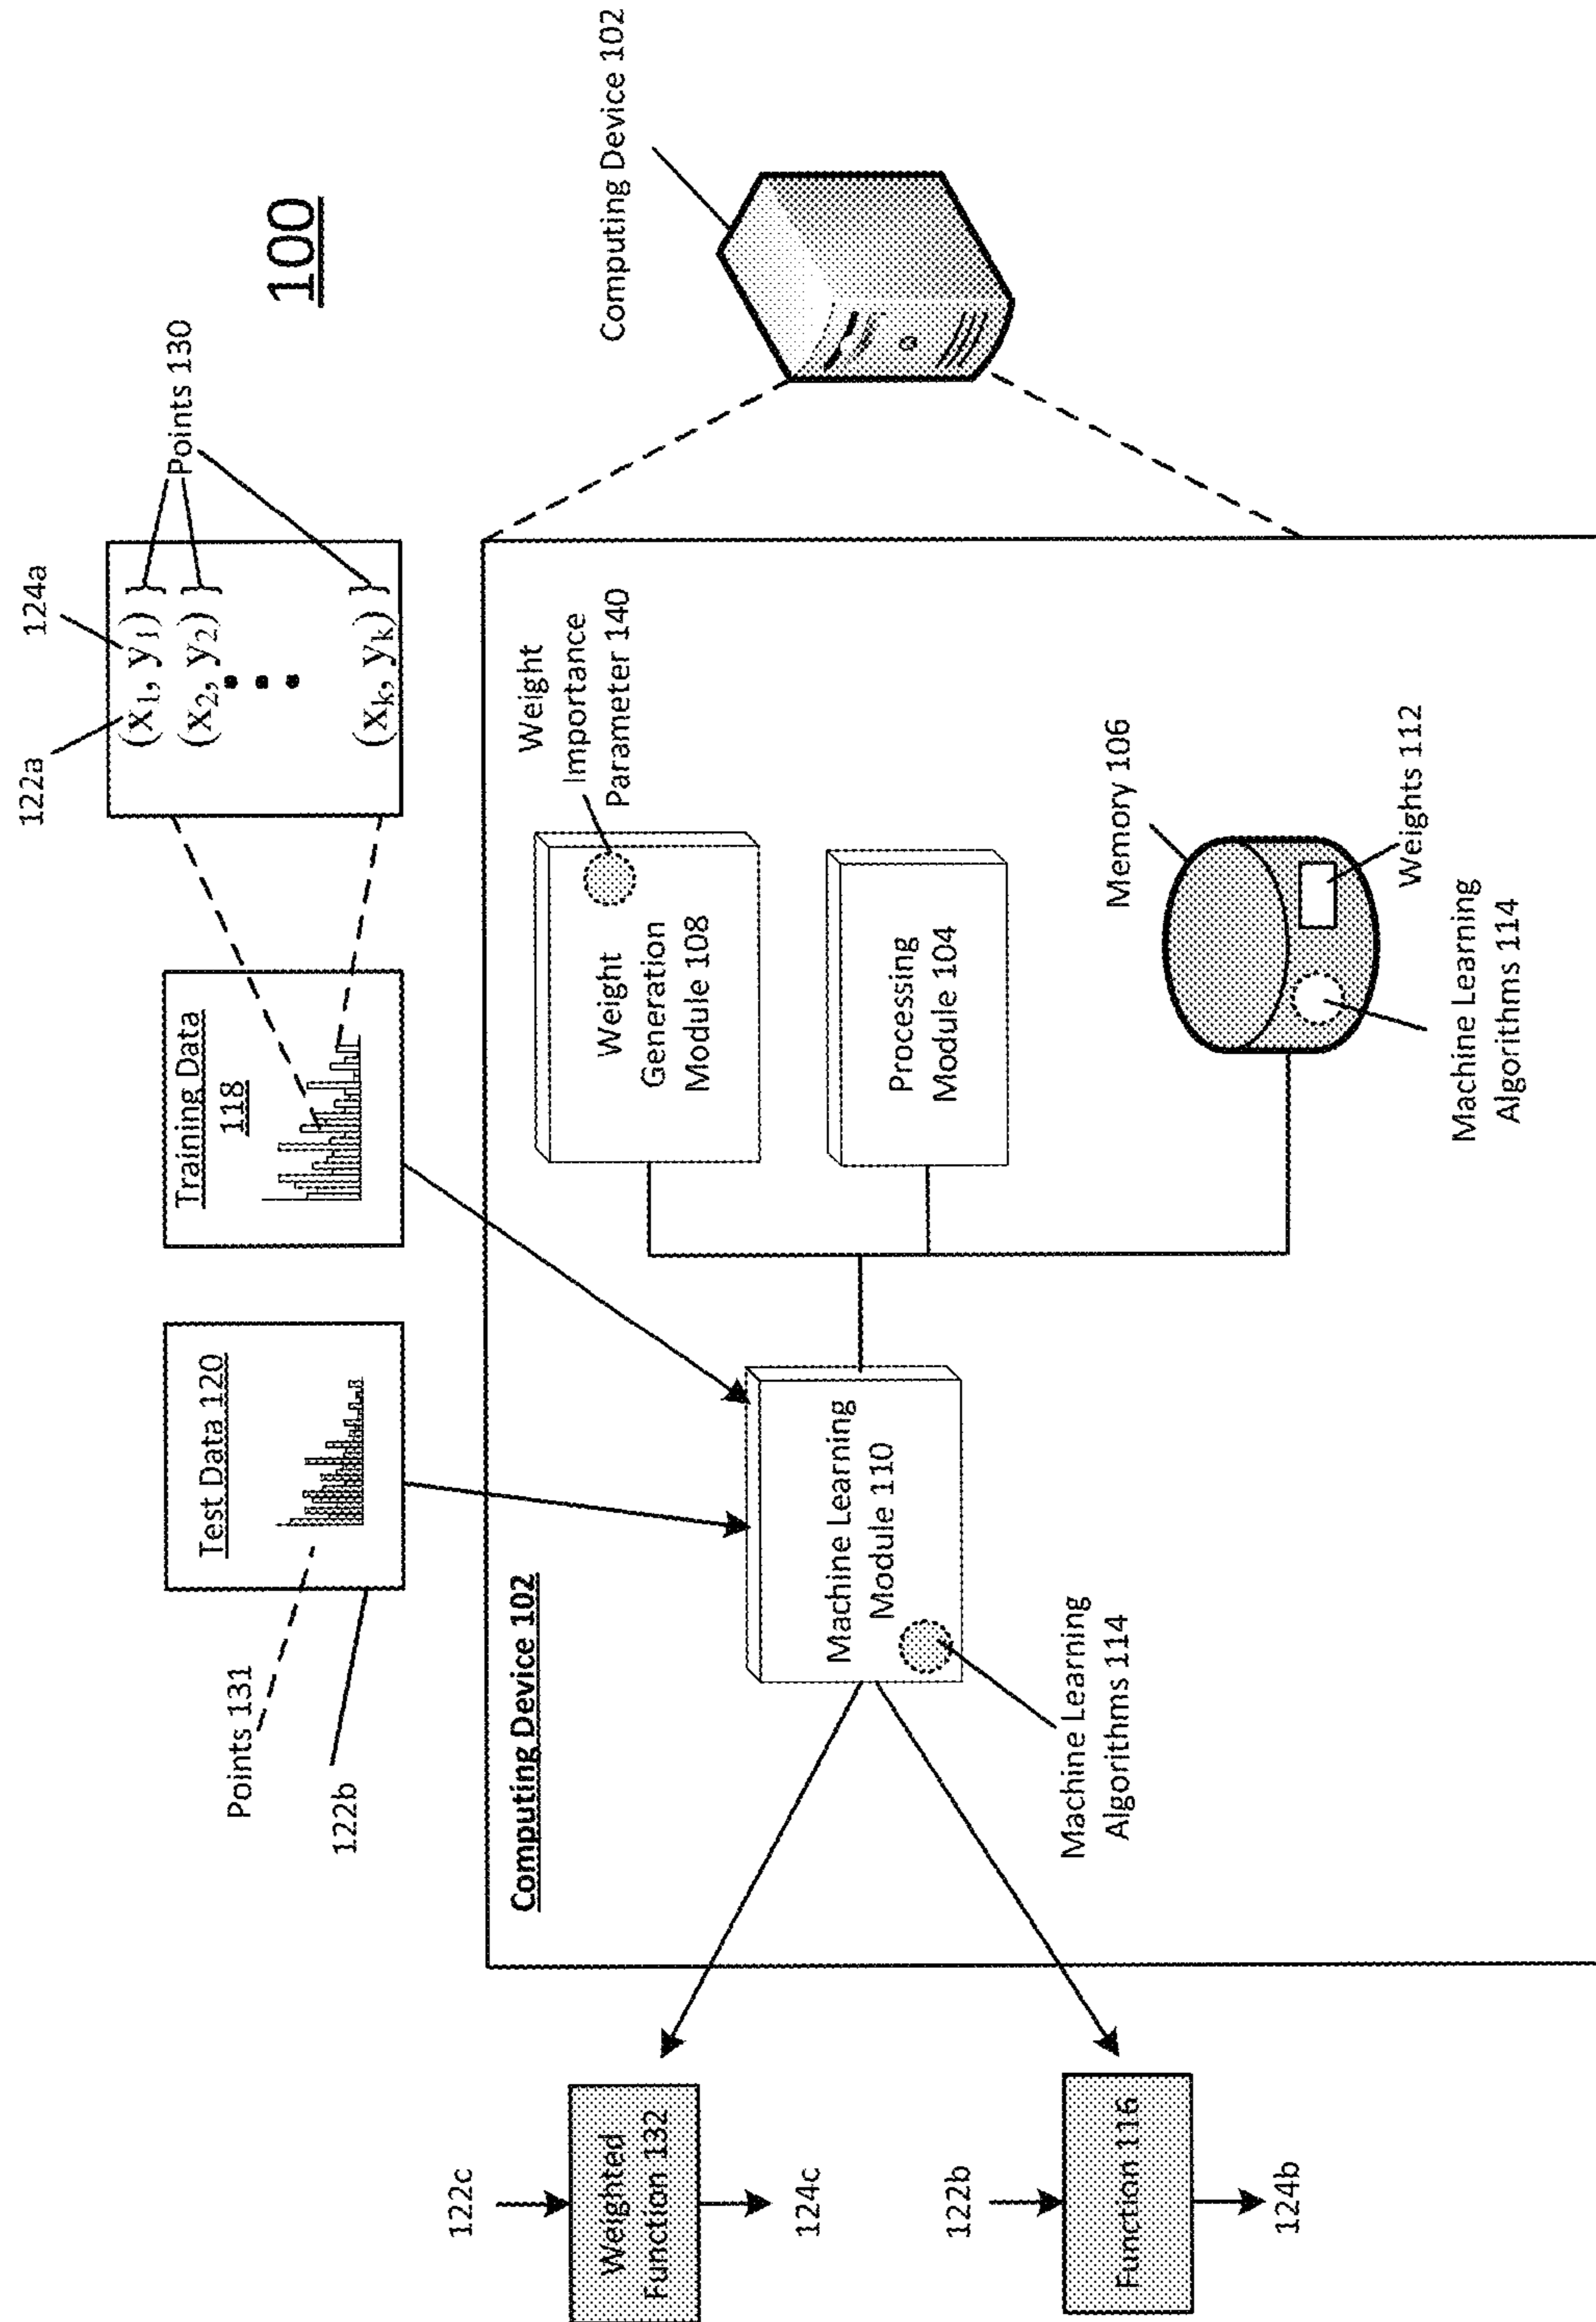 100
122a
124a
(x1, y1) }
(x2, y2) }
(xk, yk) }
Points 130
Training Data
118
Test Data 120
Points 131
122b
Computing Device 102
Computing Device 102
Weight
Importance
Parameter 140
Weight
Generation
Module 108
Processing
Module 104
Memory 106
Weights 112
Machine Learning
Algorithms 114
Machine Learning
Module 110
Machine Learning
Algorithms 114
122c
Weighted
Function 132
124c
122b
Function 116
124b